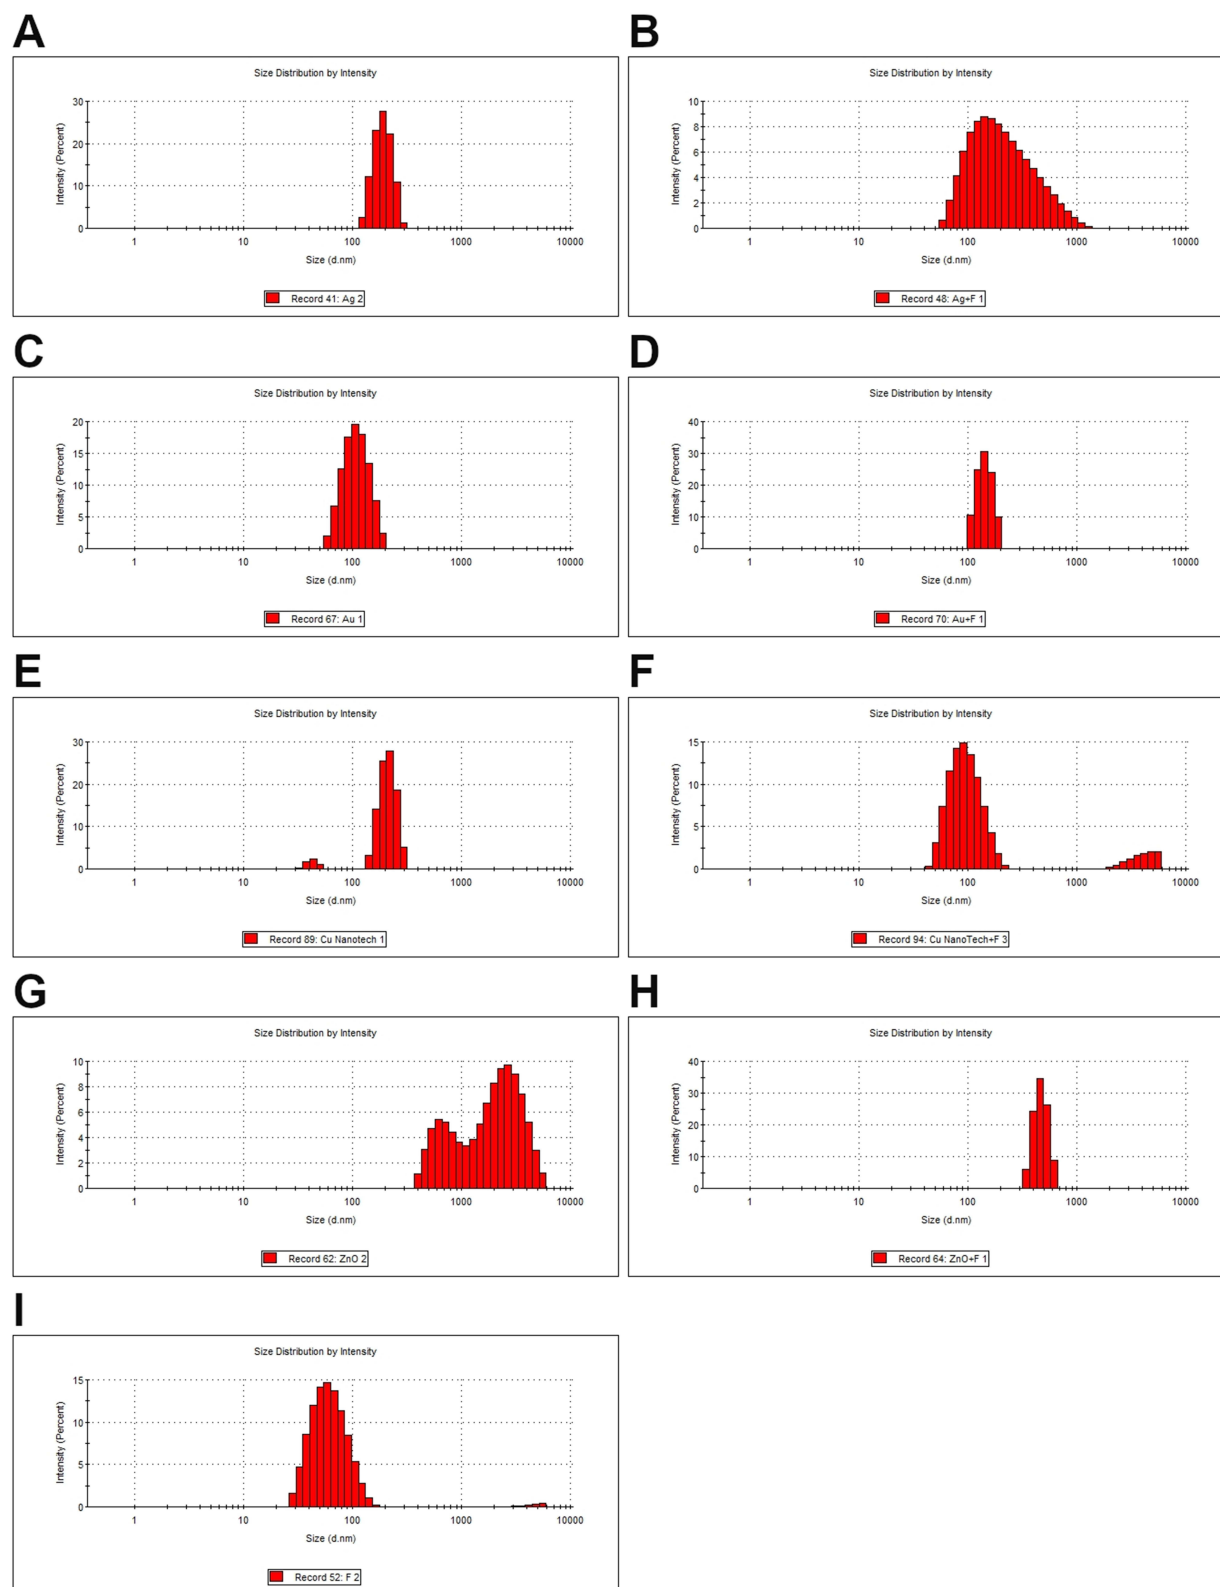 A
Size Distribution by Intensity
Intensity (Percent)
30
20
10
0
1 10 100 1000 10000
Size (d.nm)
Record 41: Ag 2
B
Size Distribution by Intensity
Intensity (Percent)
10
8
6
4
2
0
1 10 100 1000 10000
Size (d.nm)
Record 48: Ag+F 1
C
Size Distribution by Intensity
Intensity (Percent)
20
15
10
5
0
1 10 100 1000 10000
Size (d.nm)
Record 67: Au 1
D
Size Distribution by Intensity
Intensity (Percent)
40
30
20
10
0
1 10 100 1000 10000
Size (d.nm)
Record 70: Au+F 1
E
Size Distribution by Intensity
Intensity (Percent)
30
20
10
0
1 10 100 1000 10000
Size (d.nm)
Record 89: Cu Nanotech 1
F
Size Distribution by Intensity
Intensity (Percent)
15
10
5
0
1 10 100 1000 10000
Size (d.nm)
Record 94: Cu NanoTech+F 3
G
Size Distribution by Intensity
Intensity (Percent)
10
8
6
4
2
0
1 10 100 1000 10000
Size (d.nm)
Record 62: ZnO 2
H
Size Distribution by Intensity
Intensity (Percent)
40
30
20
10
0
1 10 100 1000 10000
Size (d.nm)
Record 64: ZnO+F 1
I
Size Distribution by Intensity
Intensity (Percent)
15
10
5
0
1 10 100 1000 10000
Size (d.nm)
Record 52: F 2